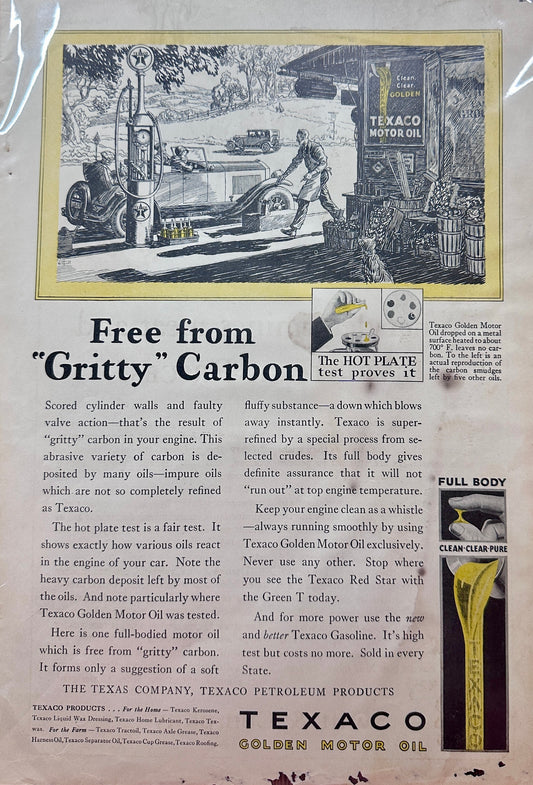 Clean.
Clear.
GOLDEN
TEXACO
MOTOR OIL
Free from
"Gritty" Carbon
The HOT PLATE
test proves it
Texaco Golden Motor
Oil dropped on a metal
surface heated to about
700° F. leaves no car-
bon. To the left is an
actual reproduction of
the carbon smudges
left by five other oils.
Scored cylinder walls and faulty
valve action—that's the result of
"gritty" carbon in your engine. This
abrasive variety of carbon is de-
posited by many oils—impure oils
which are not so completely refined
as Texaco.
The hot plate test is a fair test. It
shows exactly how various oils react
in the engine of your car. Note the
heavy carbon deposit left by most of
the oils. And note particularly where
Texaco Golden Motor Oil was tested.
Here is one full-bodied motor oil
which is free from "gritty" carbon.
It forms only a suggestion of a soft
fluffy substance—a down which blows
away instantly. Texaco is super-
refined by a special process from se-
lected crudes. Its full body gives
definite assurance that it will not
"run out" at top engine temperature.
Keep your engine clean as a whistle
—always running smoothly by using
Texaco Golden Motor Oil exclusively.
Never use any other. Stop where
you see the Texaco Red Star with
the Green T today.
And for more power use the new
and better Texaco Gasoline. It's high
test but costs no more. Sold in every
State.
FULL BODY
CLEAN·CLEAR·PURE
THE TEXAS COMPANY, TEXACO PETROLEUM PRODUCTS
TEXACO PRODUCTS . . . For the Home — Texaco Kerosene,
Texaco Liquid Wax Dressing, Texaco Home Lubricant, Texaco Tex-
wax. For the Farm — Texaco Tractoil, Texaco Axle Grease, Texaco
Harness Oil, Texaco Separator Oil, Texaco Cup Grease, Texaco Roofing.
TEXACO
GOLDEN MOTOR OIL